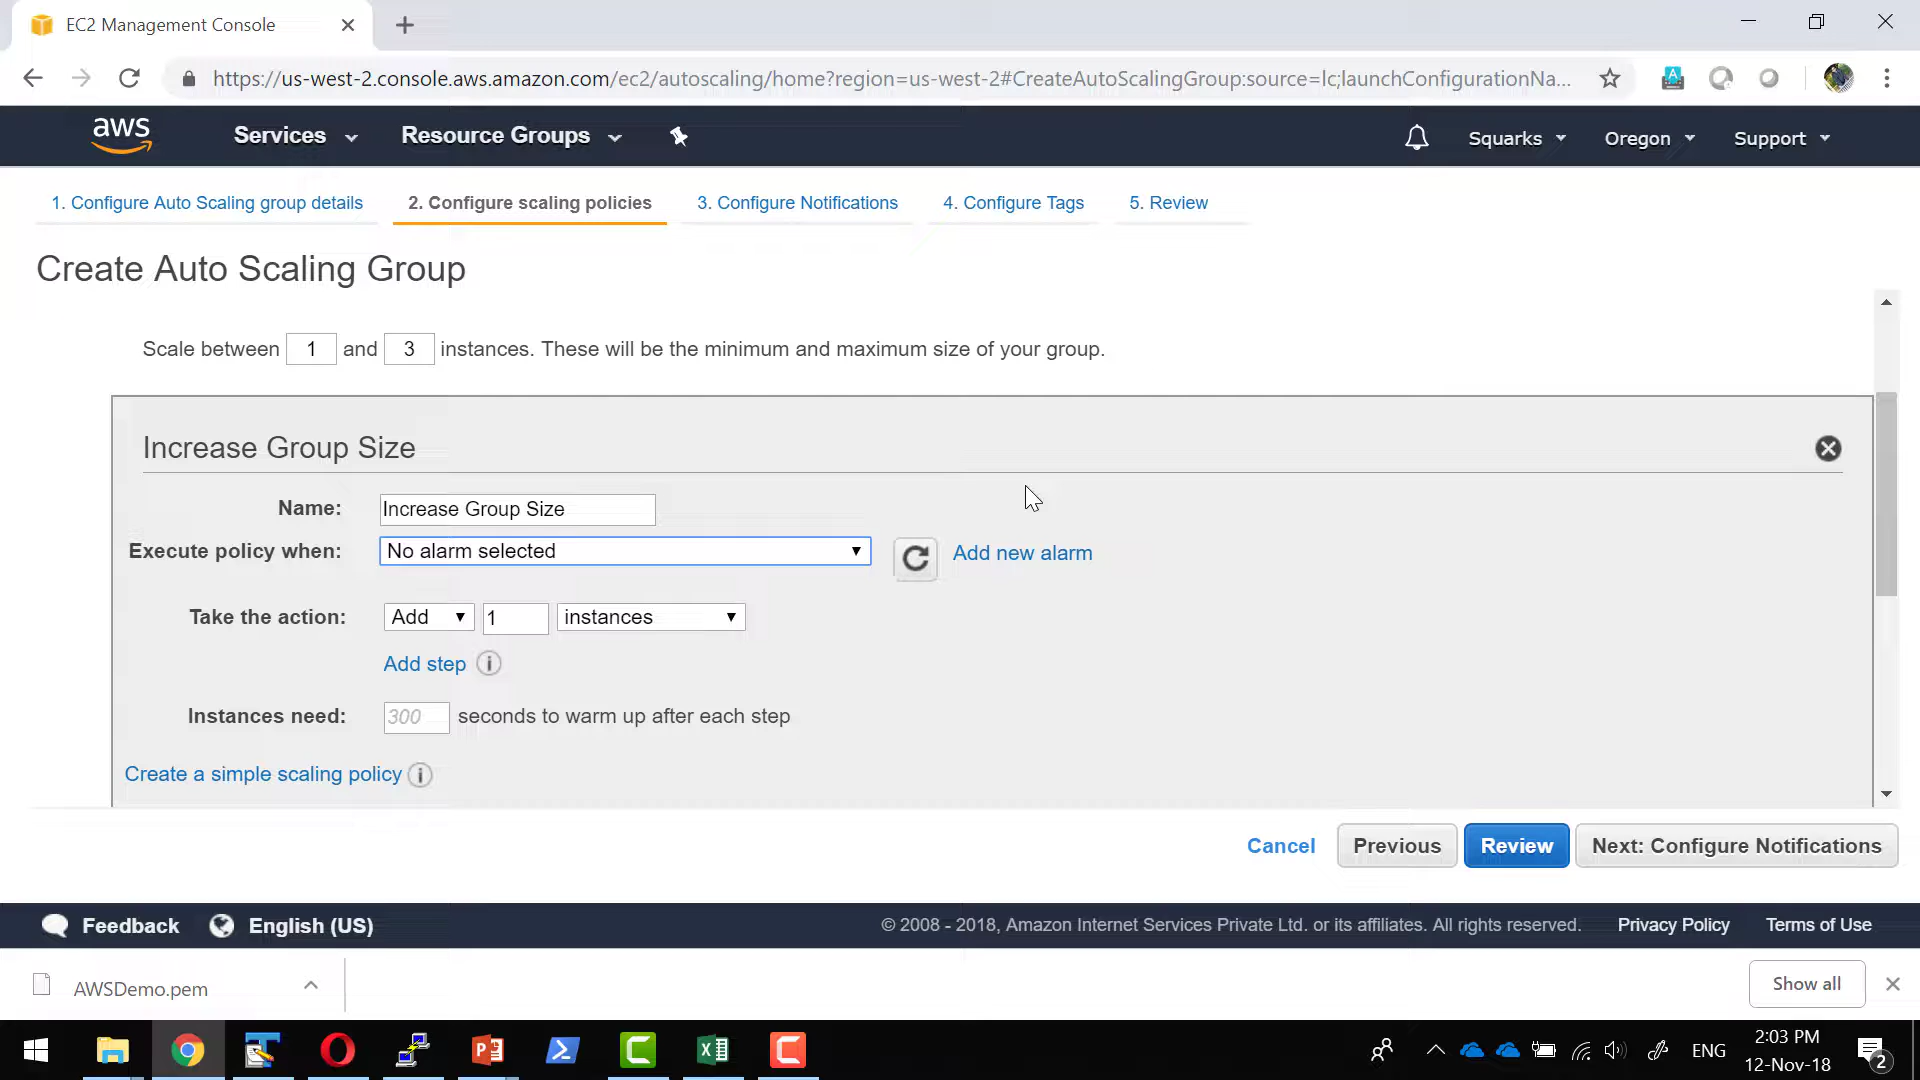 EC2 Management Console
https://us-west-2.console.aws.amazon.com/ec2/autoscaling/home?region=us-west-2#CreateAutoScalingGroup:source=lc;launchConfigurationNa...
aws Services Resource Groups Squarks Oregon Support
1. Configure Auto Scaling group details 2. Configure scaling policies 3. Configure Notifications 4. Configure Tags 5. Review
Create Auto Scaling Group
Scale between 1 and 3 instances. These will be the minimum and maximum size of your group.
Increase Group Size
Name: Increase Group Size
Execute policy when: No alarm selected Add new alarm
Take the action: Add 1 instances
Add step i
Instances need: 300 seconds to warm up after each step
Create a simple scaling policy i
Cancel Previous Review Next: Configure Notifications
Feedback English (US) © 2008 - 2018, Amazon Internet Services Private Ltd. or its affiliates. All rights reserved. Privacy Policy Terms of Use
AWSDemo.pem Show all
ENG 2:03 PM
12-Nov-18 2